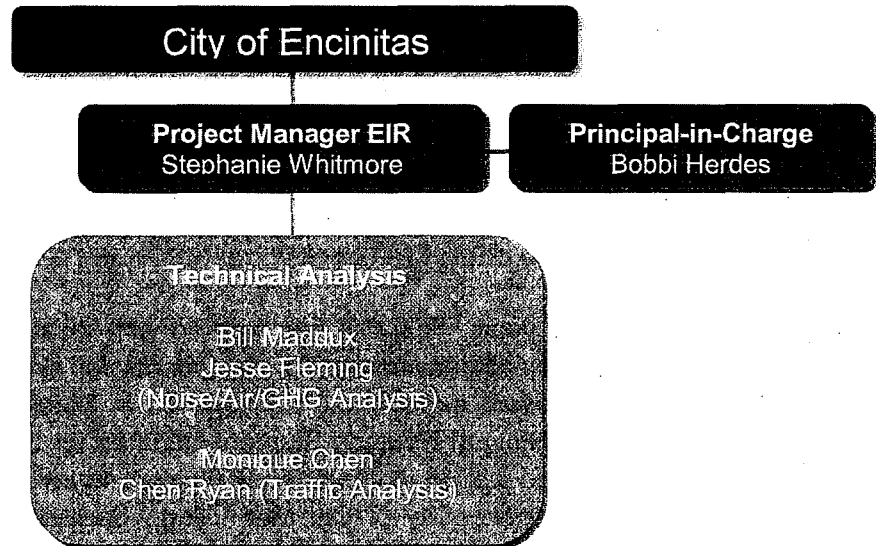 City of Encinitas
Project Manager EIR
Stephanie Whitmore
Principal-in-Charge
Bobbi Herdes
Technical Analysis
Bill Maddux
Jesse Fleming
(Noise/Air/GHG Analysis)
Monique Chen
Chen Ryan (Traffic Analysis)